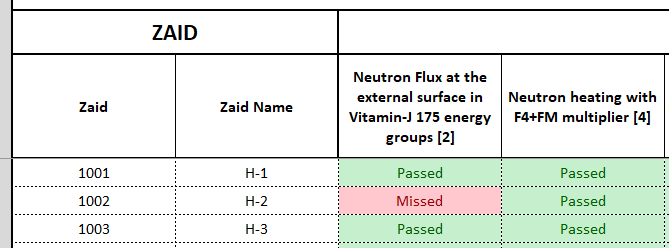 ZAID
Zaid
Zaid Name
Neutron Flux at the
external surface in
Vitamin-J 175 energy
groups [2]
Neutron heating with
F4+FM multiplier [4]
1001 H-1 Passed Passed
1002 H-2 Missed Passed
1003 H-3 Passed Passed